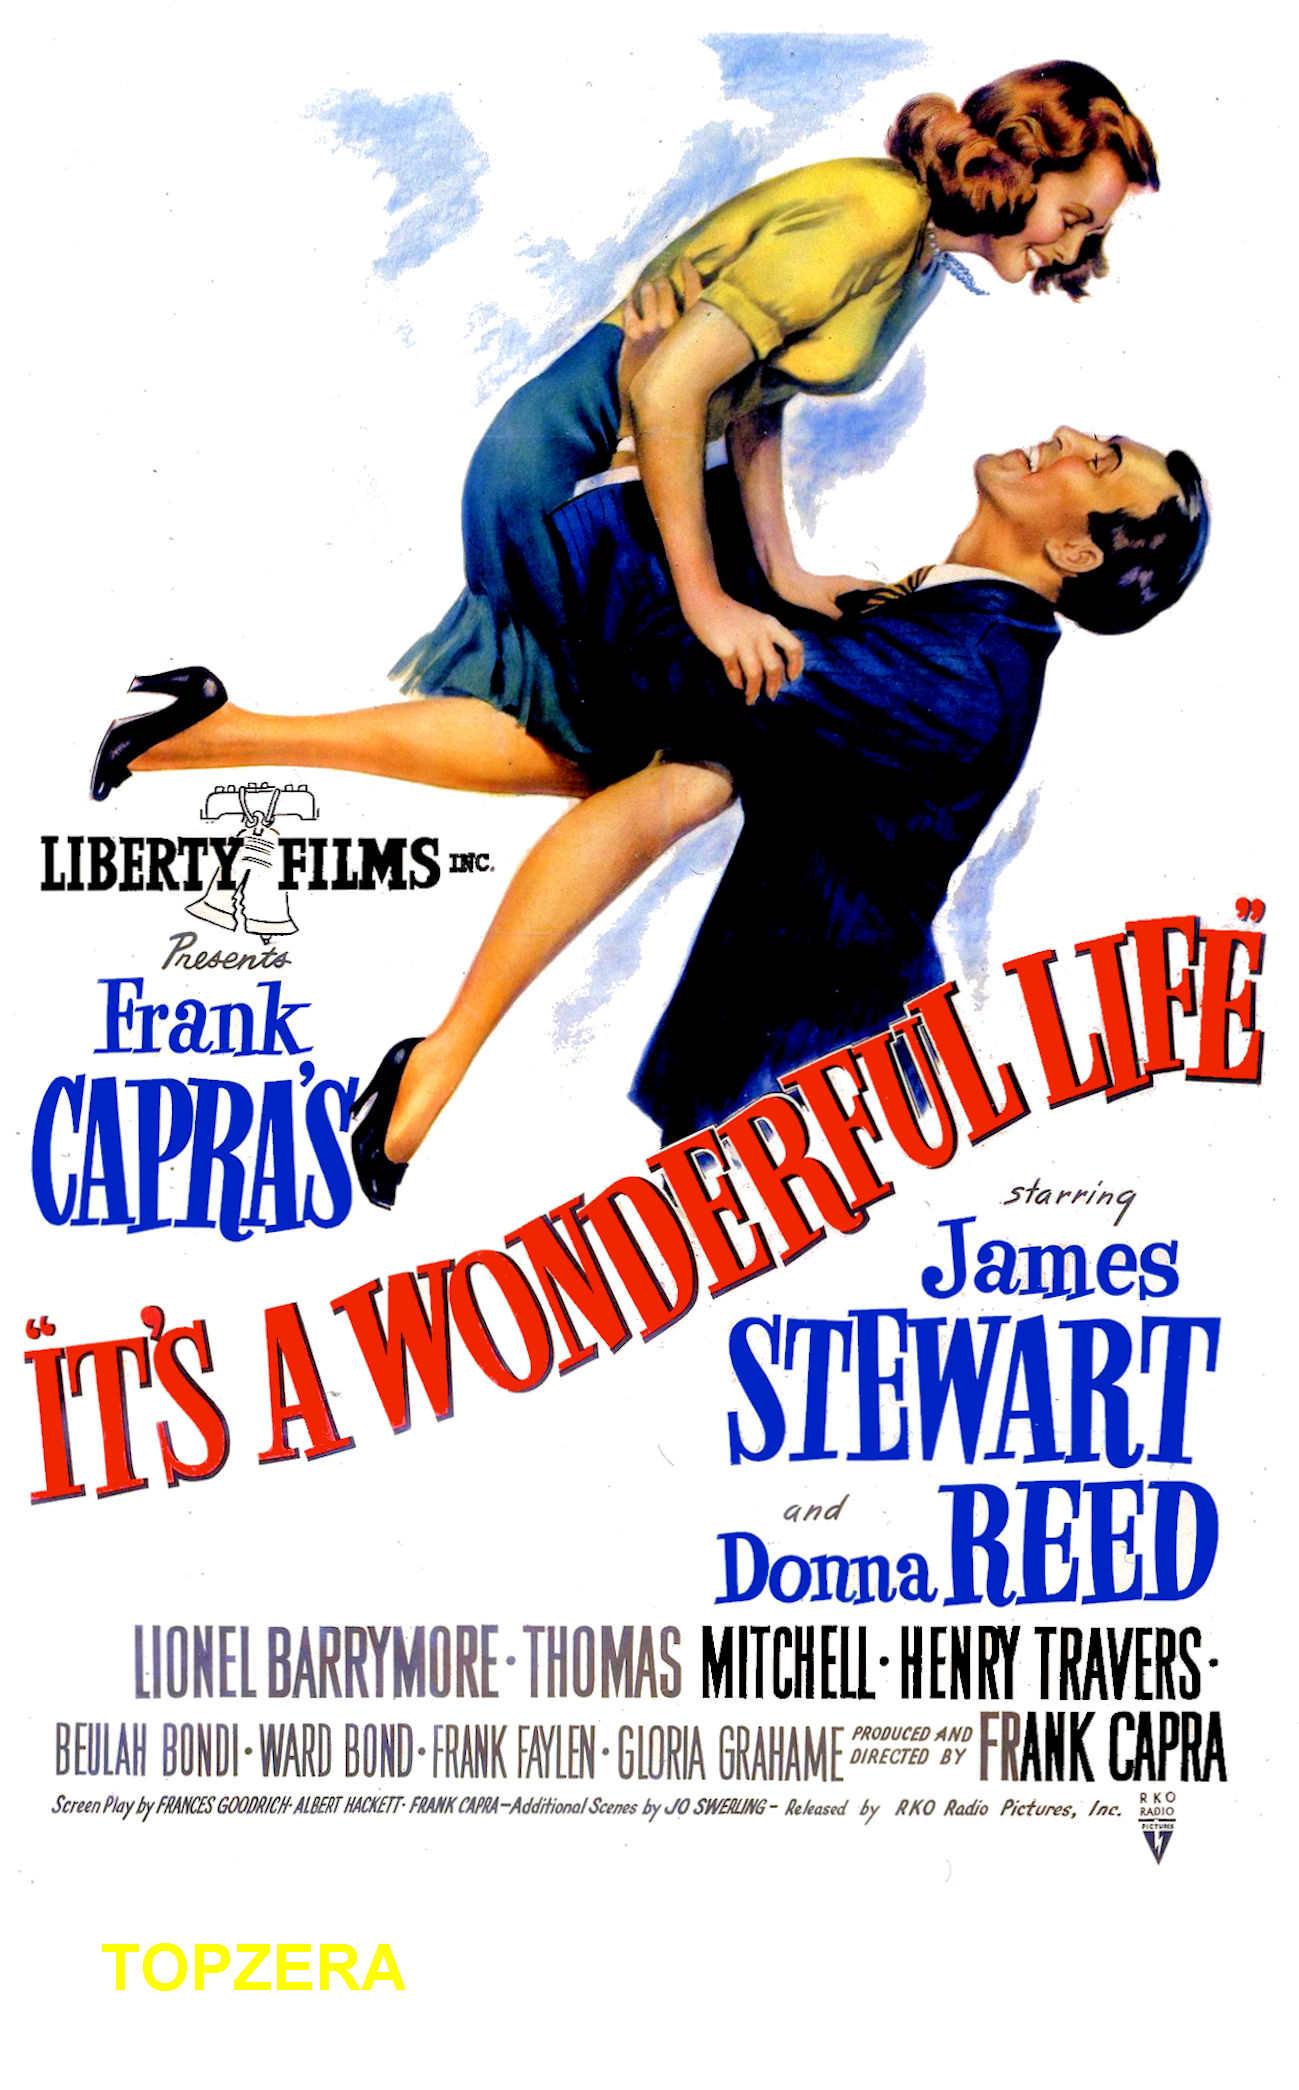 LIBERTY FILMS INC.
Presents
Frank
CAPRA'S
"IT'S A WONDERFUL LIFE"
starring
James
STEWART
and
Donna REED
LIONEL BARRYMORE · THOMAS MITCHELL · HENRY TRAVERS ·
BEULAH BONDI · WARD BOND · FRANK FAYLEN · GLORIA GRAHAME PRODUCED AND DIRECTED BY FRANK CAPRA
Screen Play by FRANCES GOODRICH · ALBERT HACKETT · FRANK CAPRA — Additional Scenes by JO SWERLING - Released by RKO Radio Pictures, Inc.
RKO
RADIO
PICTURES
TOPZERA